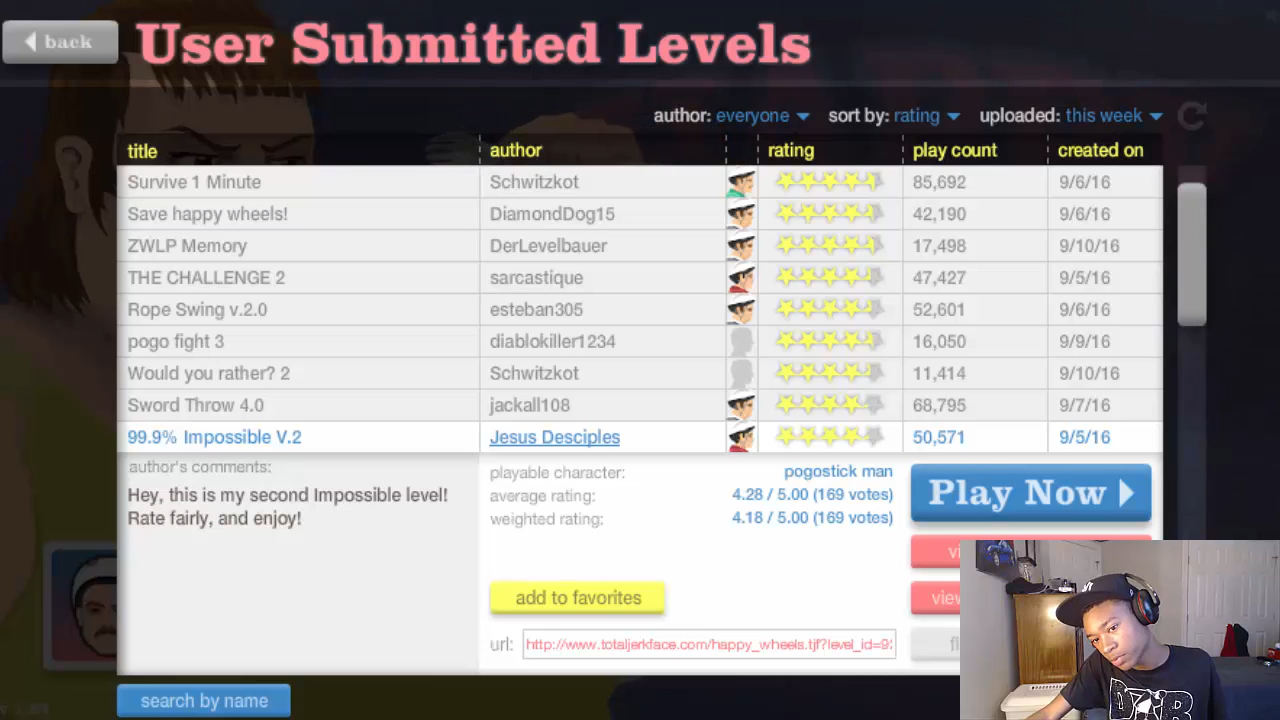 back
User Submitted Levels
author: everyone sort by: rating uploaded: this week
title author rating play count created on
Survive 1 Minute Schwitzkot 85,692 9/6/16
Save happy wheels! DiamondDog15 42,190 9/6/16
ZWLP Memory DerLevelbauer 17,498 9/10/16
THE CHALLENGE 2 sarcastique 47,427 9/5/16
Rope Swing v.2.0 esteban305 52,601 9/6/16
pogo fight 3 diablokiller1234 16,050 9/9/16
Would you rather? 2 Schwitzkot 11,414 9/10/16
Sword Throw 4.0 jackall108 68,795 9/7/16
99.9% Impossible V.2 Jesus Desciples 50,571 9/5/16
author's comments:
Hey, this is my second Impossible level!
Rate fairly, and enjoy!
playable character: pogostick man
average rating: 4.28 / 5.00 (169 votes)
weighted rating: 4.18 / 5.00 (169 votes)
Play Now
view
add to favorites
url: http://www.totaljerkface.com/happy_wheels.tjf?level_id=9
search by name